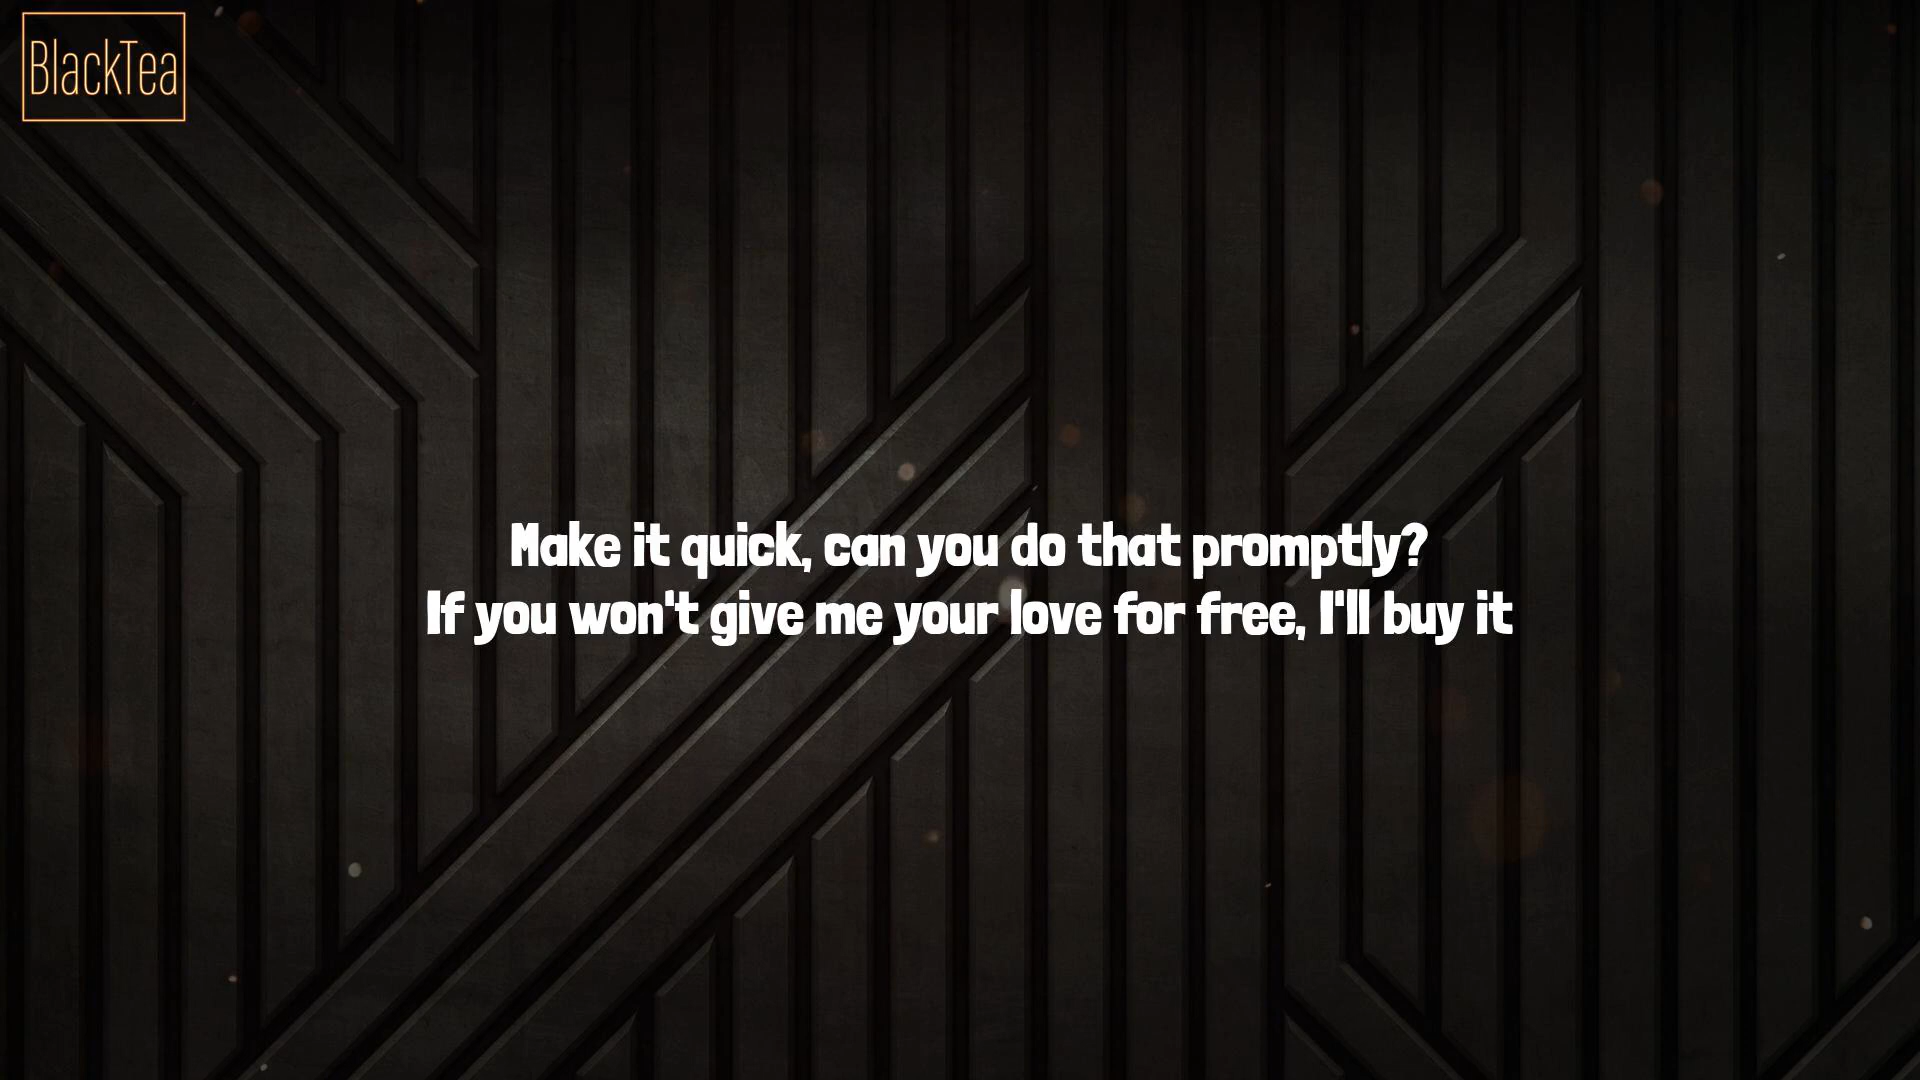 BlackTea
Make it quick, can you do that promptly?
If you won't give me your love for free, I'll buy it